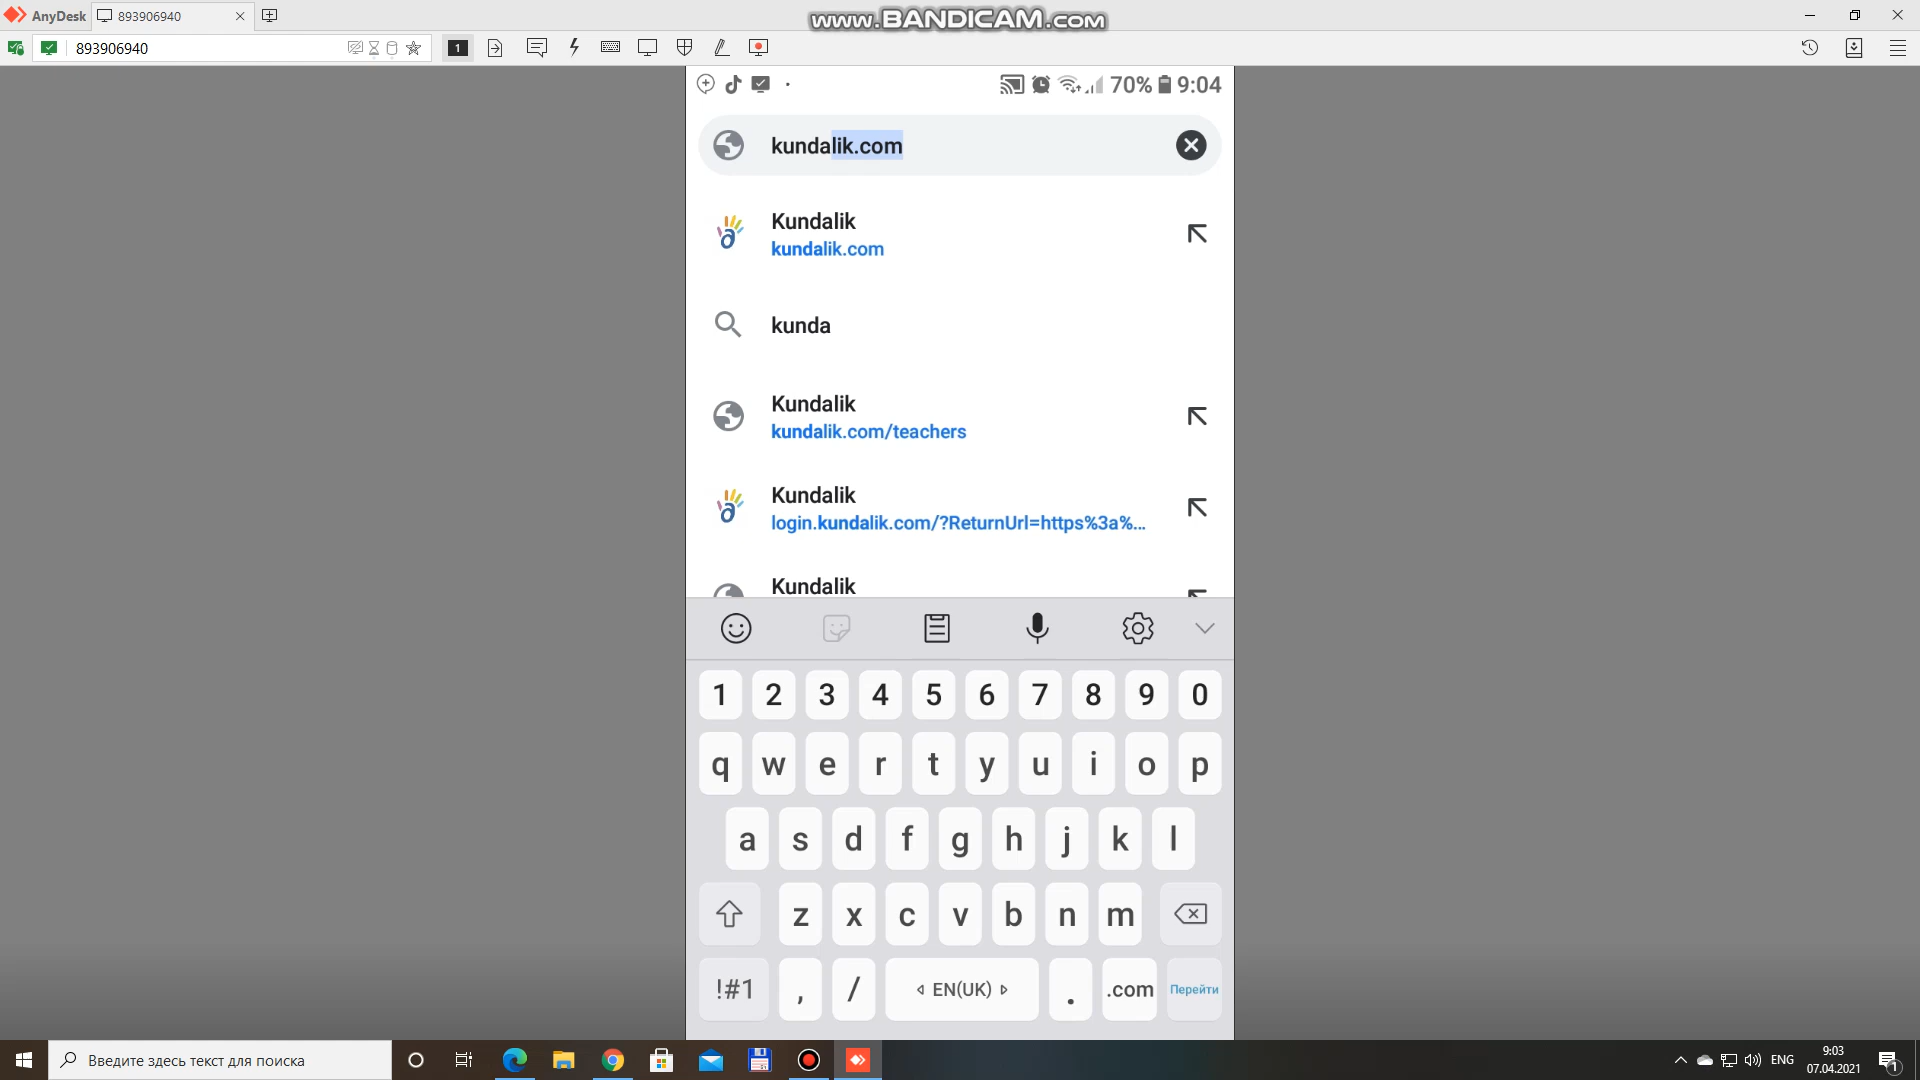 AnyDesk
893906940
www.BANDICAM.com
893906940
1
70%
9:04
kundalik.com
Kundalik
kundalik.com
kunda
Kundalik
kundalik.com/teachers
Kundalik
login.kundalik.com/?ReturnUrl=https%3a%...
Kundalik
1 2 3 4 5 6 7 8 9 0
q w e r t y u i o p
a s d f g h j k l
z x c v b n m
!#1 , / EN(UK) . .com Перейти
Введите здесь текст для поиска
ENG
9:03
07.04.2021
1